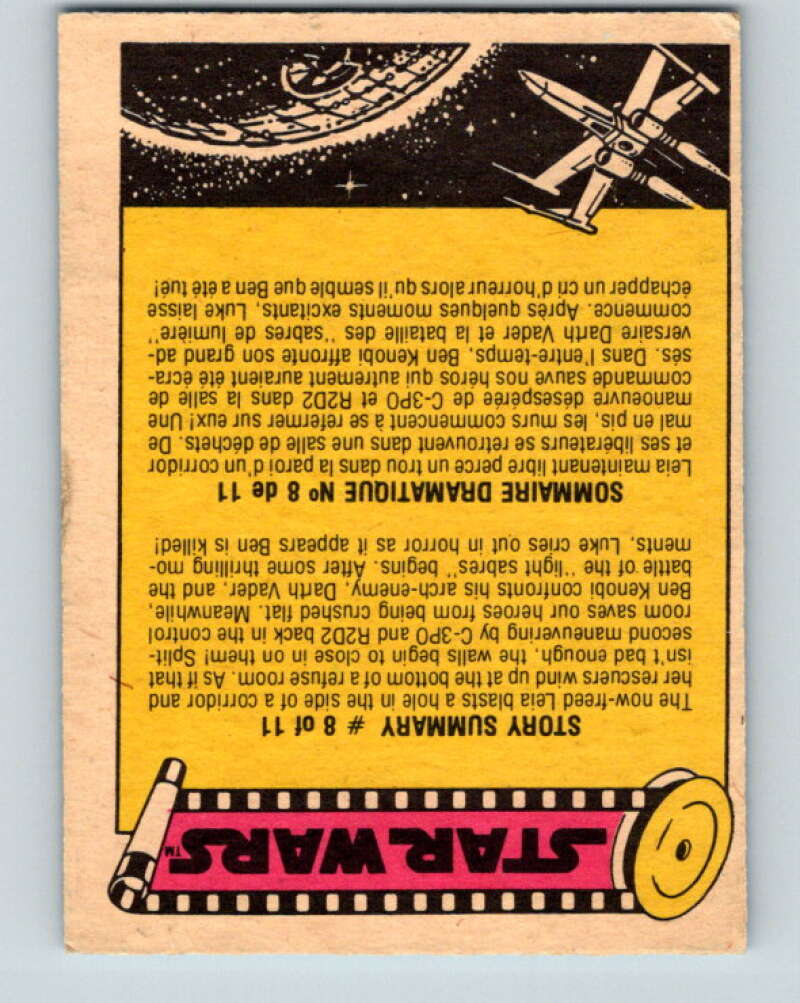 STAR WARS™
STORY SUMMARY # 8 of 11
The now-freed Leia blasts a hole in the side of a corridor and
her rescuers wind up at the bottom of a refuse room. As if that
isn't bad enough, the walls begin to close in on them! Split-
second maneuvering by C-3PO and R2D2 back in the control
room saves our heroes from being crushed flat. Meanwhile,
Ben Kenobi confronts his arch-enemy, Darth Vader, and the
battle of the "light sabres" begins. After some thrilling mo-
ments, Luke cries out in horror as it appears Ben is killed!
SOMMAIRE DRAMATIQUE Nº 8 de 11
Leia maintenant libre perce un trou dans la paroi d'un corridor
et ses libérateurs se retrouvent dans une salle de déchets. De
mal en pis, les murs commencent à se refermer sur eux! Une
manoeuvre désespérée de C-3PO et R2D2 dans la salle de
commande sauve nos héros qui autrement auraient été écra-
sés. Dans l'entre-temps, Ben Kenobi affronte son grand ad-
versaire Darth Vader et la bataille des "sabres de lumière"
commence. Après quelques moments excitants, Luke laisse
échapper un cri d'horreur alors qu'il semble que Ben a été tué!